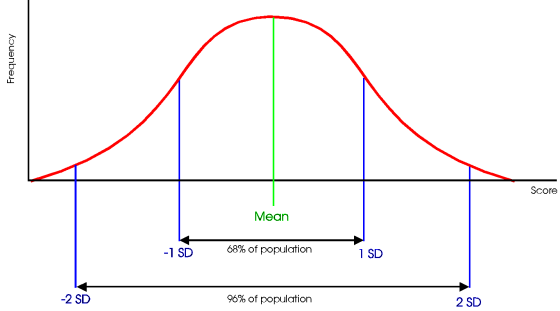 Frequency
Score
Mean
-1 SD
68% of population
1 SD
-2 SD
96% of population
2 SD